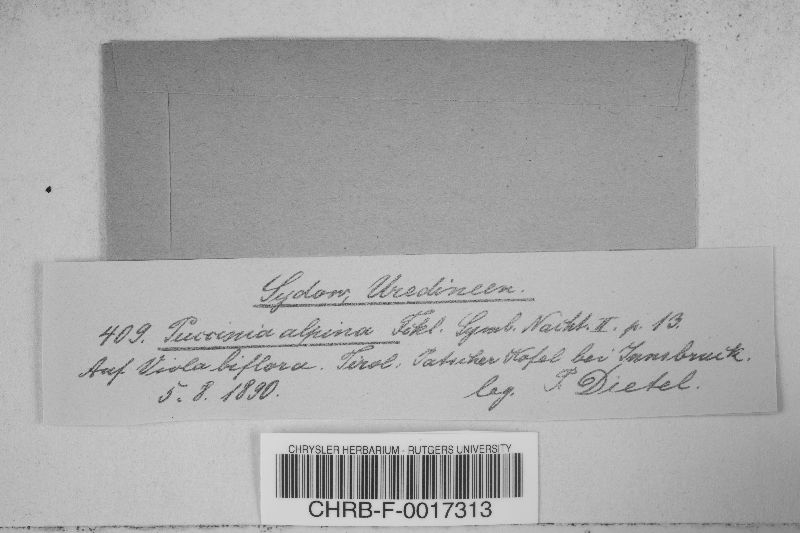 Sydow, Uredineen.
409. Puccinia alpina Fckl. Symb. Nacht. II. p. 13.
Auf Viola biflora. Tirol: Patscher Kofel bei Innsbruck.
5. 8. 1890. leg. P. Dietel.
CHRYSLER HERBARIUM - RUTGERS UNIVERSITY
CHRB-F-0017313